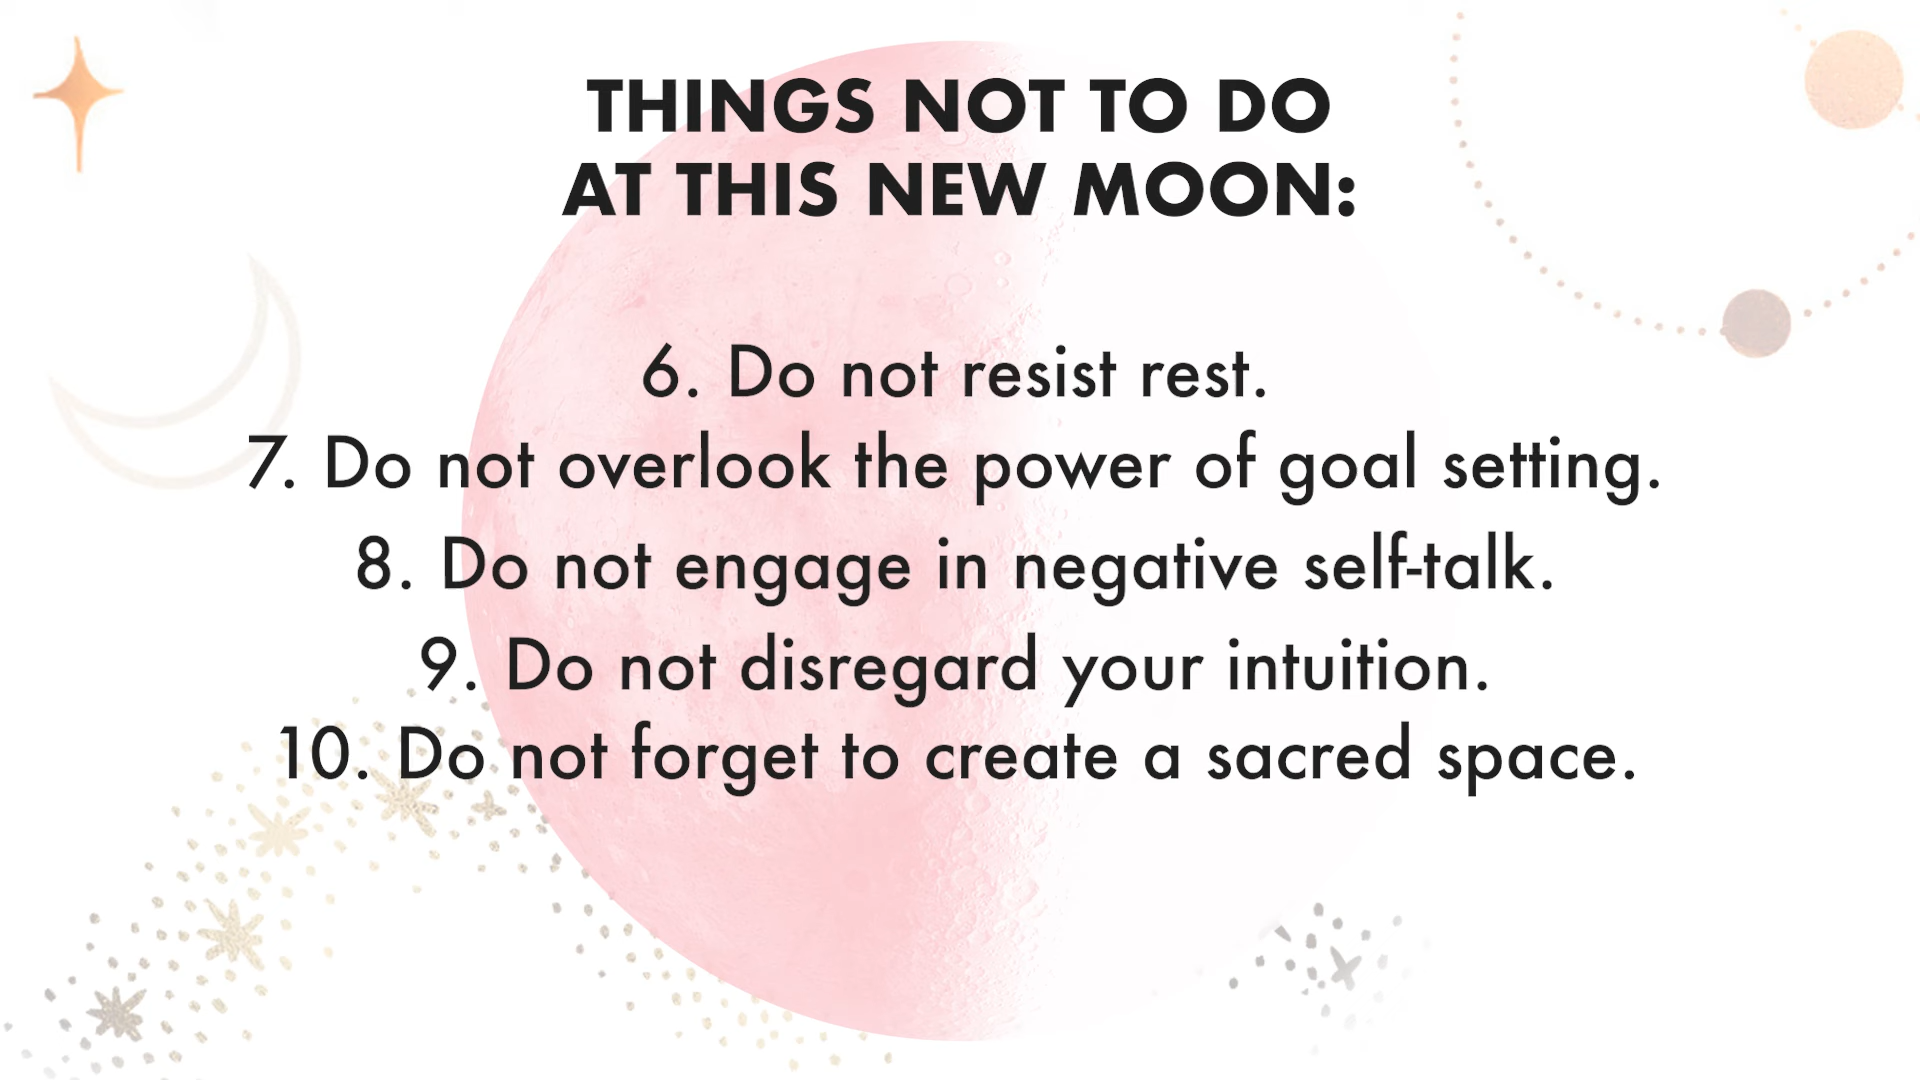 THINGS NOT TO DO
AT THIS NEW MOON:
6. Do not resist rest.
7. Do not overlook the power of goal setting.
8. Do not engage in negative self-talk.
9. Do not disregard your intuition.
10. Do not forget to create a sacred space.